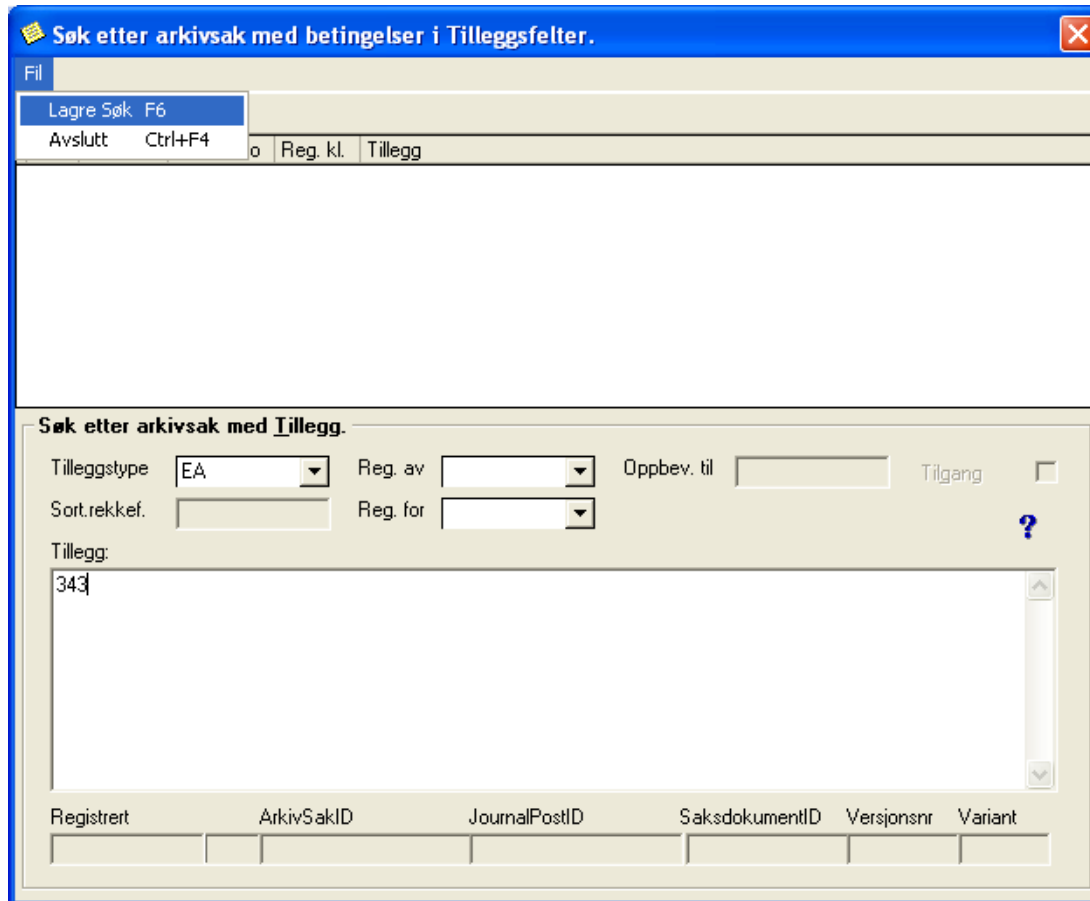 Søk etter arkivsak med betingelser i Tilleggsfelter.
Fil
Lagre Søk F6
Avslutt Ctrl+F4
o Reg. kl. Tillegg
Søk etter arkivsak med Tillegg.
Tilleggstype EA Reg. av Oppbev. til Tilgang
Sort.rekkef. Reg. for
?
Tillegg:
343
Registrert ArkivSakID JournalPostID SaksdokumentID Versjonsnr Variant